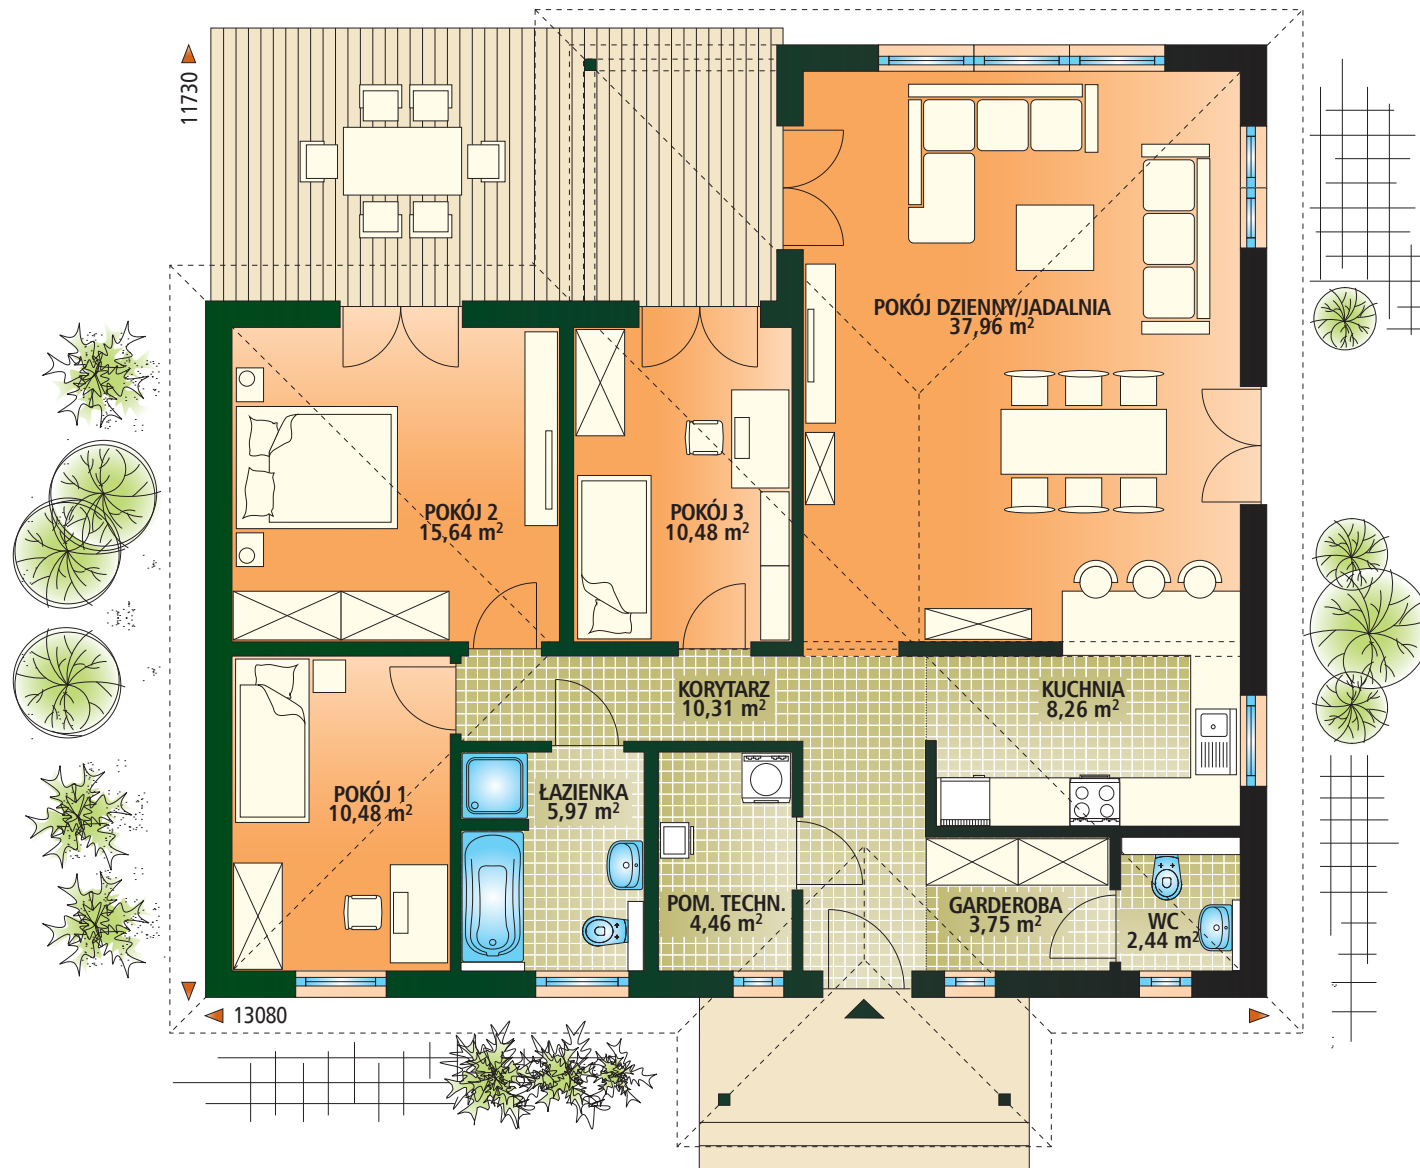 11730
POKÓJ DZIENNY/JADALNIA
37,96 m²
POKÓJ 2
15,64 m²
POKÓJ 3
10,48 m²
KORYTARZ
10,31 m²
KUCHNIA
8,26 m²
POKÓJ 1
10,48 m²
ŁAZIENKA
5,97 m²
POM. TECHN.
4,46 m²
GARDEROBA
3,75 m²
WC
2,44 m²
13080